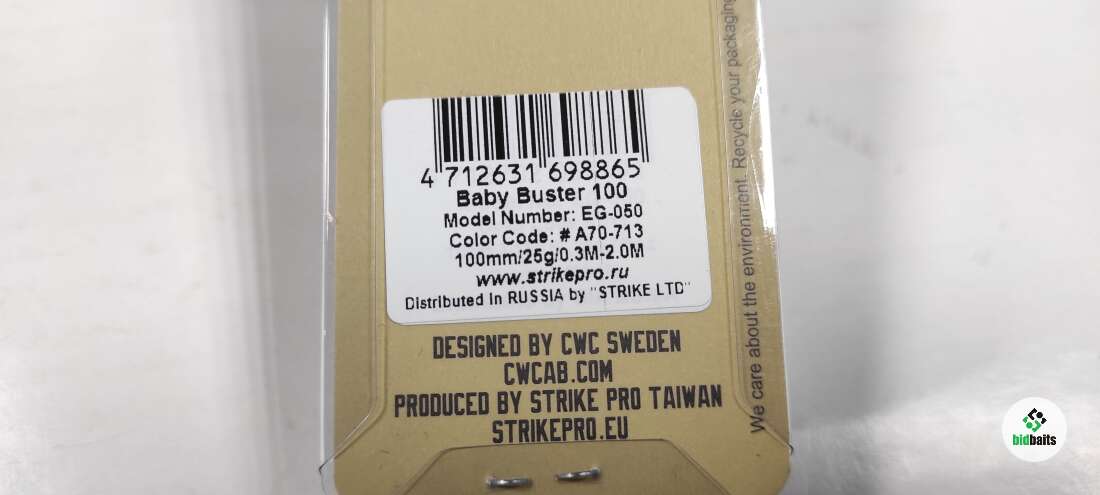 4 712631 698865
Baby Buster 100
Model Number: EG-050
Color Code: # A70-713
100mm/25g/0.3M-2.0M
www.strikepro.ru
Distributed in RUSSIA by "STRIKE LTD"
DESIGNED BY CWC SWEDEN
CWCAB.COM
PRODUCED BY STRIKE PRO TAIWAN
STRIKEPRO.EU
We care about the environment. Recycle your packaging
bidbaits